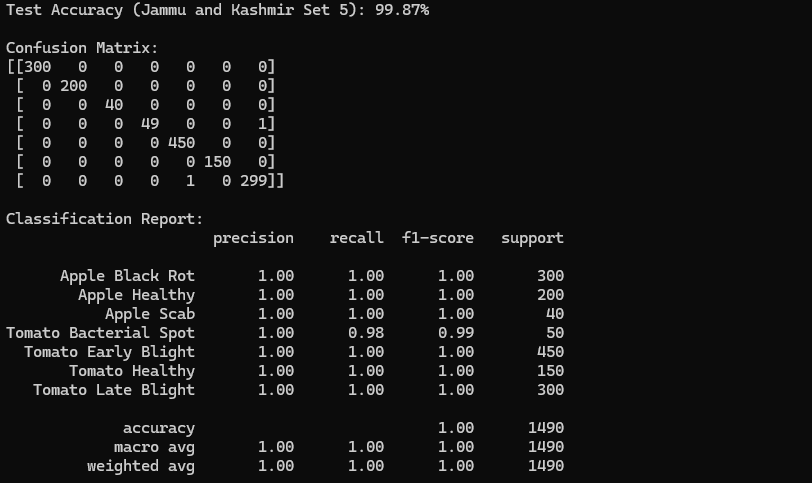 Test Accuracy (Jammu and Kashmir Set 5): 99.87%
Confusion Matrix:
[[300   0   0   0   0   0   0]
 [  0 200   0   0   0   0   0]
 [  0   0  40   0   0   0   0]
 [  0   0   0  49   0   0   1]
 [  0   0   0   0 450   0   0]
 [  0   0   0   0   0 150   0]
 [  0   0   0   0   1   0 299]]
Classification Report:
                       precision    recall  f1-score   support
      Apple Black Rot       1.00      1.00      1.00       300
        Apple Healthy       1.00      1.00      1.00       200
           Apple Scab       1.00      1.00      1.00        40
Tomato Bacterial Spot       1.00      0.98      0.99        50
  Tomato Early Blight       1.00      1.00      1.00       450
       Tomato Healthy       1.00      1.00      1.00       150
   Tomato Late Blight       1.00      1.00      1.00       300
             accuracy                           1.00      1490
            macro avg       1.00      1.00      1.00      1490
         weighted avg       1.00      1.00      1.00      1490